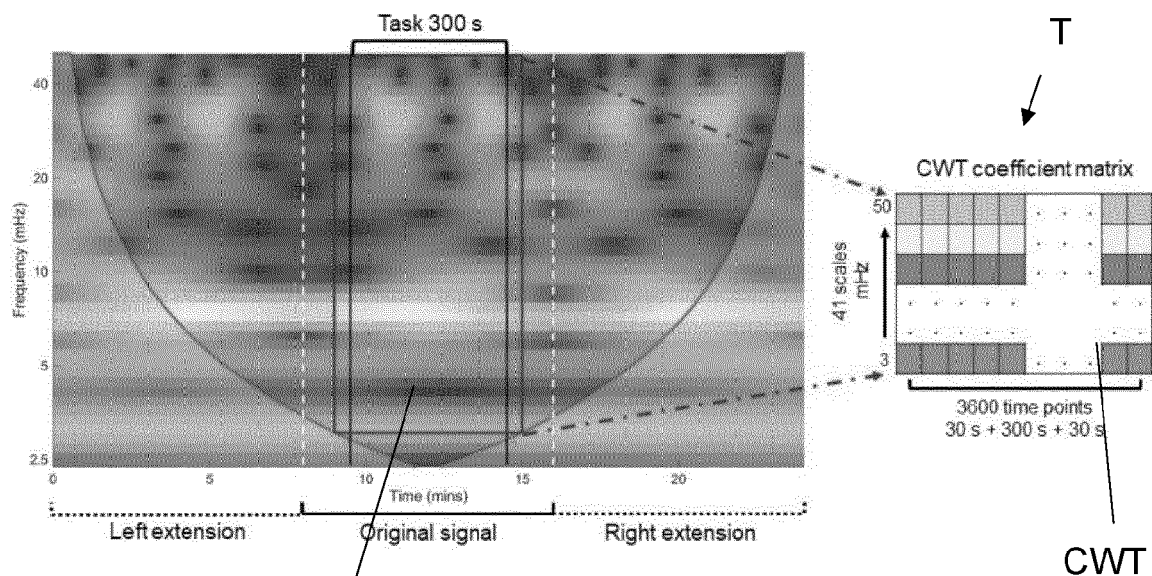 Task 300 s
T
40
20
10
5
2.5
Frequency (mHz)
0 5 10 15 20
Time (mins)
Left extension
Original signal
Right extension
CWT coefficient matrix
50
3
41 scales
mHz
3600 time points
30 s + 300 s + 30 s
CWT